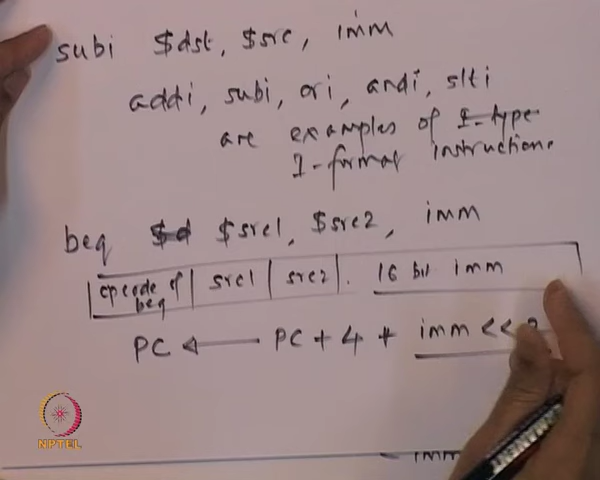 subi $dst, $src, imm
addi, subi, ori, andi, slti
are examples of I-type
I-format instructions
beq $d $src1, $src2, imm
opcode of beq | src1 | src2 | 16 bit imm
PC ← PC + 4 + imm <<
imm
NPTEL